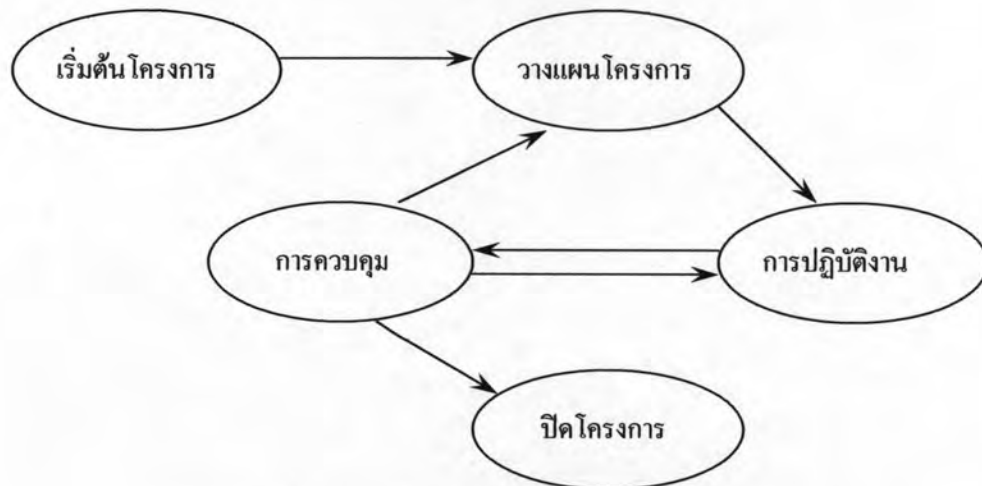 เริ่มต้นโครงการ
วางแผนโครงการ
การควบคุม
การปฏิบัติงาน
ปิดโครงการ